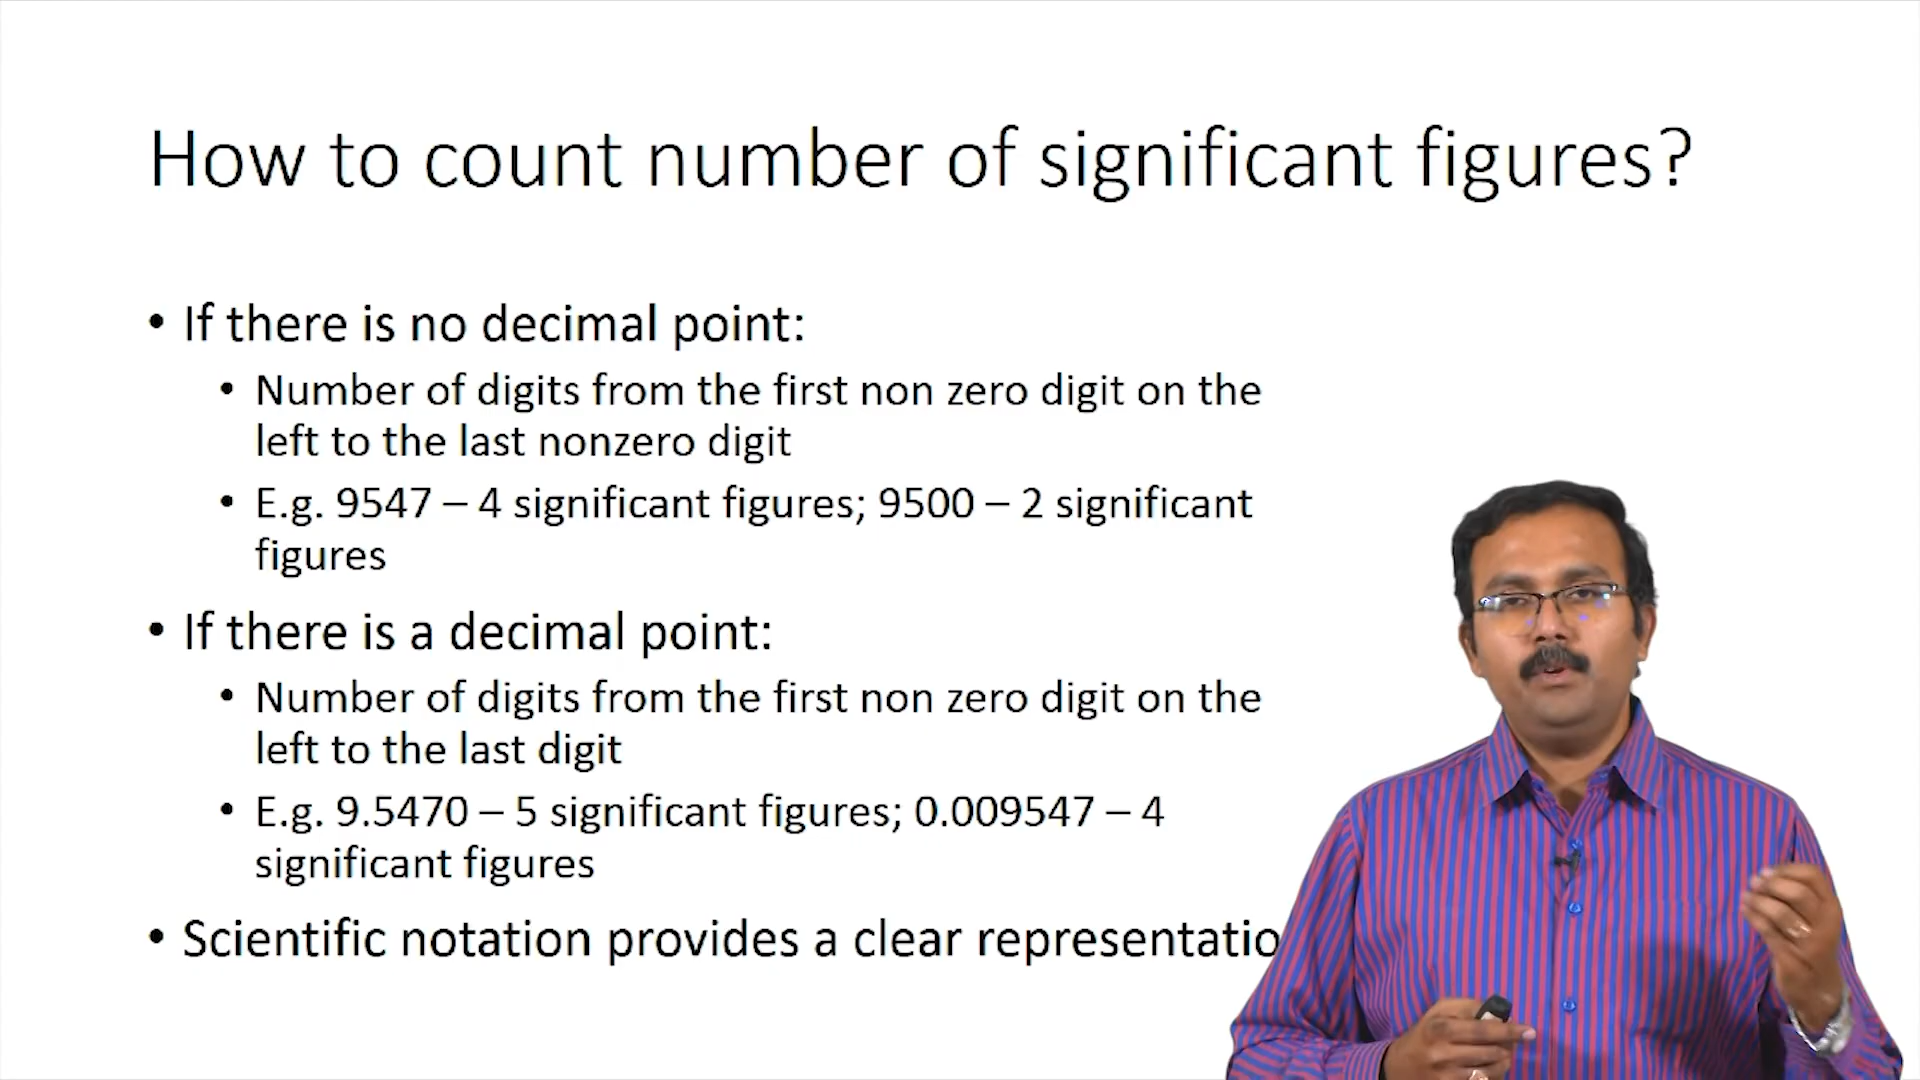 How to count number of significant figures?
• If there is no decimal point:
• Number of digits from the first non zero digit on the
left to the last nonzero digit
• E.g. 9547 – 4 significant figures; 9500 – 2 significant
figures
• If there is a decimal point:
• Number of digits from the first non zero digit on the
left to the last digit
• E.g. 9.5470 – 5 significant figures; 0.009547 – 4
significant figures
• Scientific notation provides a clear representatio